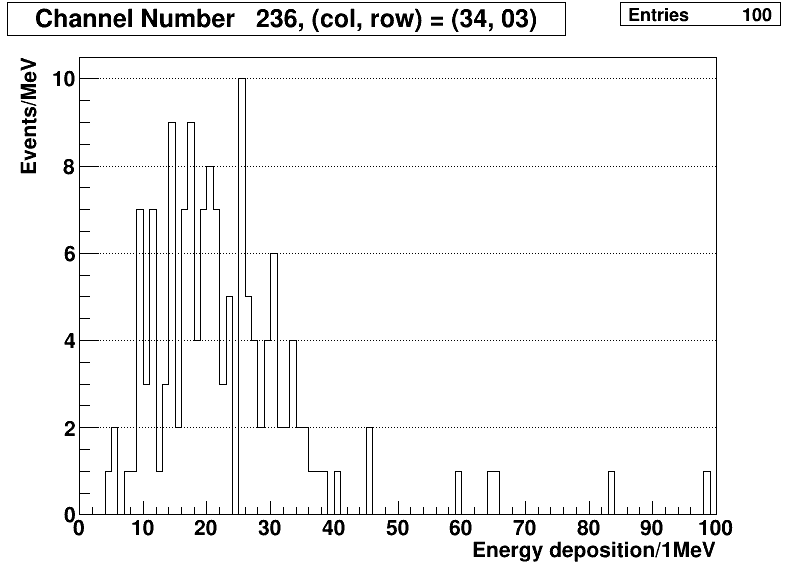 Channel Number 236, (col, row) = (34, 03)
Entries 100
Events/MeV
10
8
6
4
2
0
0 10 20 30 40 50 60 70 80 90 100
Energy deposition/1MeV